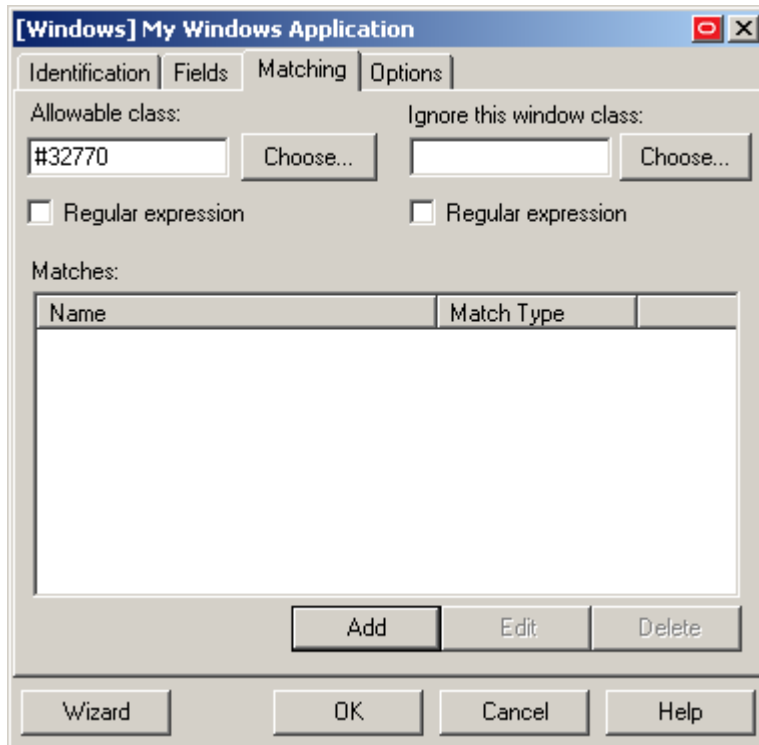 [Windows] My Windows Application
Identification Fields Matching Options
Allowable class: Ignore this window class:
#32770 Choose... Choose...
Regular expression Regular expression
Matches:
Name Match Type
Add Edit Delete
Wizard OK Cancel Help